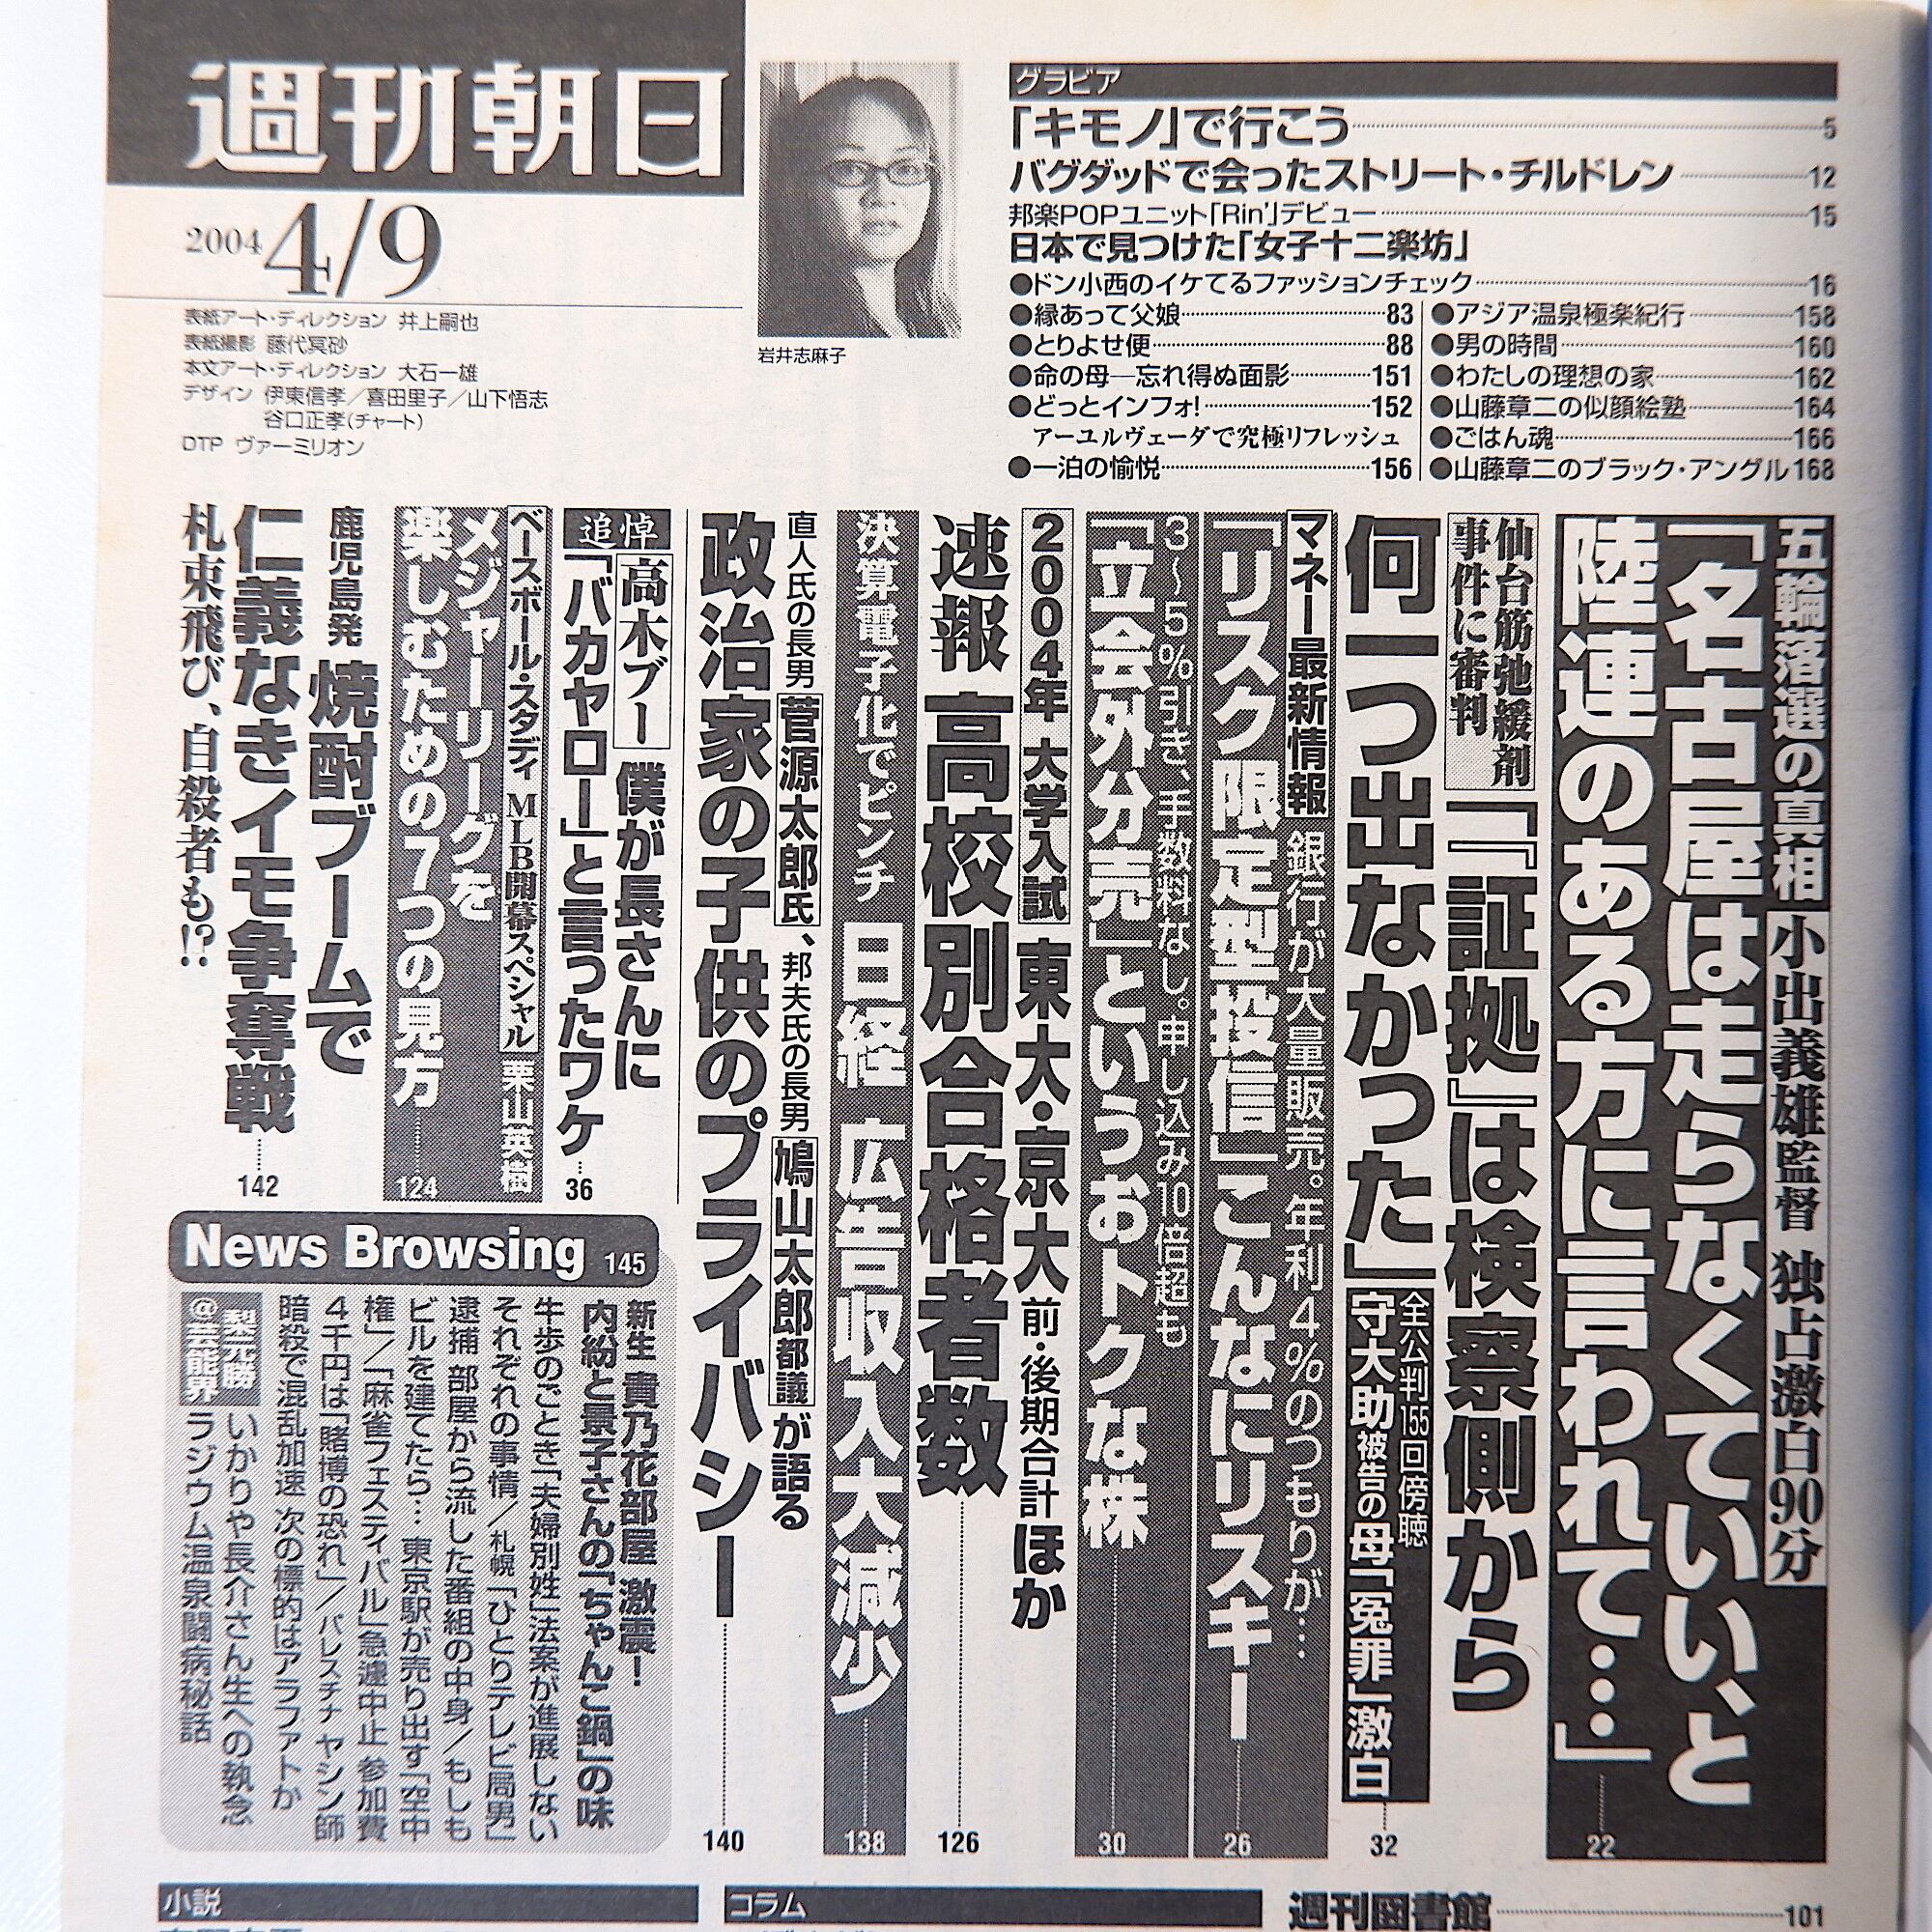 週刊朝日
2004 4/9
表紙アート・ディレクション 井上嗣也
表紙撮影 藤代冥砂
本文アート・ディレクション 大石一雄
デザイン 伊東信孝／喜田里子／山下悟志
谷口正孝(チャート)
DTP ヴァーミリオン
岩井志麻子
グラビア
「キモノ」で行こう 5
バグダッドで会ったストリート・チルドレン 12
邦楽POPユニット「Rin'」デビュー 15
日本で見つけた「女子十二楽坊」
●ドン小西のイケてるファッションチェック 16
●縁あって父娘 83
●とりよせ便 88
●命の母―忘れ得ぬ面影 151
●どっとインフォ! 152
アーユルヴェーダで究極リフレッシュ
●一泊の愉悦 156
●アジア温泉極楽紀行 158
●男の時間 160
●わたしの理想の家 162
●山藤章二の似顔絵塾 164
●ごはん魂 166
●山藤章二のブラック・アングル 168
五輪落選の真相 小出義雄監督 独占激白90分
「名古屋は走らなくていい、と
陸連のある方に言われて…」 22
仙台筋弛緩剤
事件に審判
『「証拠」は検察側から
何一つ出なかった」
全公判155回傍聴
守大助被告の母「冤罪」激白 32
マネー最新情報 銀行が大量販売。年利4%のつもりが…
「リスク限定型投信」こんなにリスキー 26
3〜5%引き、手数料なし。申し込み10倍超も
「立会外分売」というおトクな株 30
2004年 大学入試 東大・京大 前・後期合計 ほか
速報 高校別合格者数 126
決算電子化でピンチ 日経 広告収入大減少 138
直人氏の長男 菅源太郎氏、邦夫氏の長男 鳩山太郎都議が語る
政治家の子供のプライバシー 140
追悼
高木ブー 僕が長さんに
「バカヤロー」と言ったワケ 36
ベースボール・スタディ MLB開幕スペシャル 栗山英樹
メジャーリーグを
楽しむための7つの見方 124
鹿児島発 焼酎ブームで
仁義なきイモ争奪戦 142
札束飛び、自殺者も!?
News Browsing 145
新生 貴乃花部屋 激震！
内紛と景子さんの「ちゃんこ鍋」の味
牛歩のごとき「夫婦別姓」法案が進展しない
それぞれの事情／札幌「ひとりテレビ局男」
逮捕 部屋から流した番組の中身／もしも
ビルを建てたら… 東京駅が売り出す「空中
権」／「麻雀フェスティバル」急遽中止 参加費
4千円は「賭博の恐れ」／パレスチナ ヤシン師
暗殺で混乱加速 次の標的はアラファトか
梨元勝
@芸能界
いかりや長介さん生への執念
ラジウム温泉闘病秘話
小説
コラム
週刊図書館 101